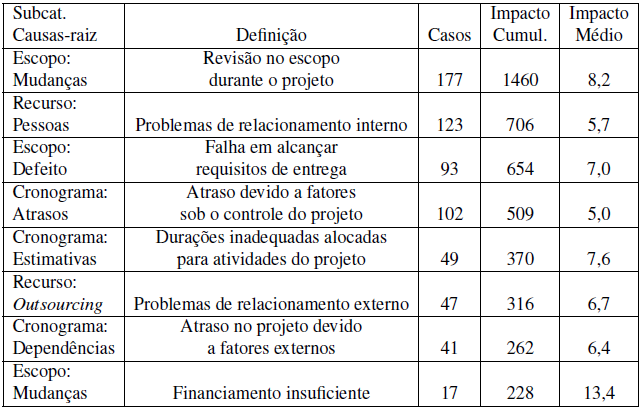 Subcat. Impacto Impacto
Causas-raiz Definição Casos Cumul. Médio
Escopo: Revisão no escopo
Mudanças durante o projeto 177 1460 8,2
Recurso:
Pessoas Problemas de relacionamento interno 123 706 5,7
Escopo: Falha em alcançar
Defeito requisitos de entrega 93 654 7,0
Cronograma: Atraso devido a fatores
Atrasos sob o controle do projeto 102 509 5,0
Cronograma: Durações inadequadas alocadas
Estimativas para atividades do projeto 49 370 7,6
Recurso:
Outsourcing Problemas de relacionamento externo 47 316 6,7
Cronograma: Atraso no projeto devido
Dependências a fatores externos 41 262 6,4
Escopo:
Mudanças Financiamento insuficiente 17 228 13,4